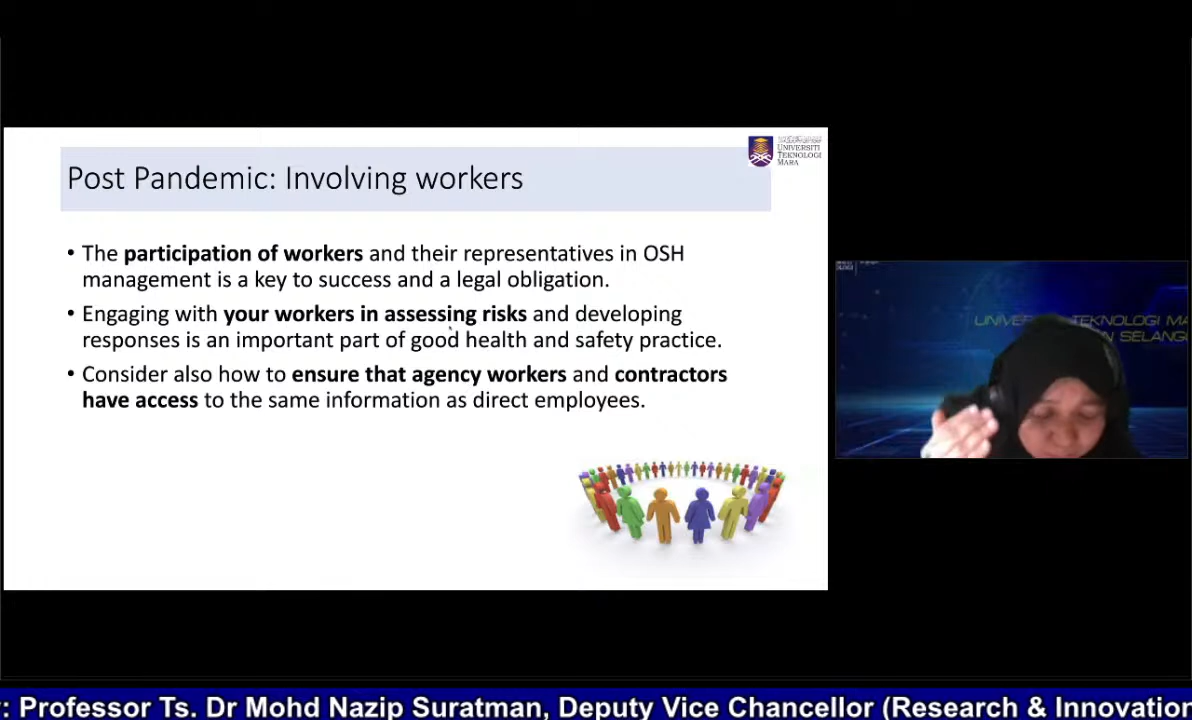 Post Pandemic: Involving workers
UNIVERSITI
TEKNOLOGI
MARA
• The participation of workers and their representatives in OSH
management is a key to success and a legal obligation.
• Engaging with your workers in assessing risks and developing
responses is an important part of good health and safety practice.
• Consider also how to ensure that agency workers and contractors
have access to the same information as direct employees.
UNIVE TEKNOLOGI MA
N SELANG
: Professor Ts. Dr Mohd Nazip Suratman, Deputy Vice Chancellor (Research & Innovation